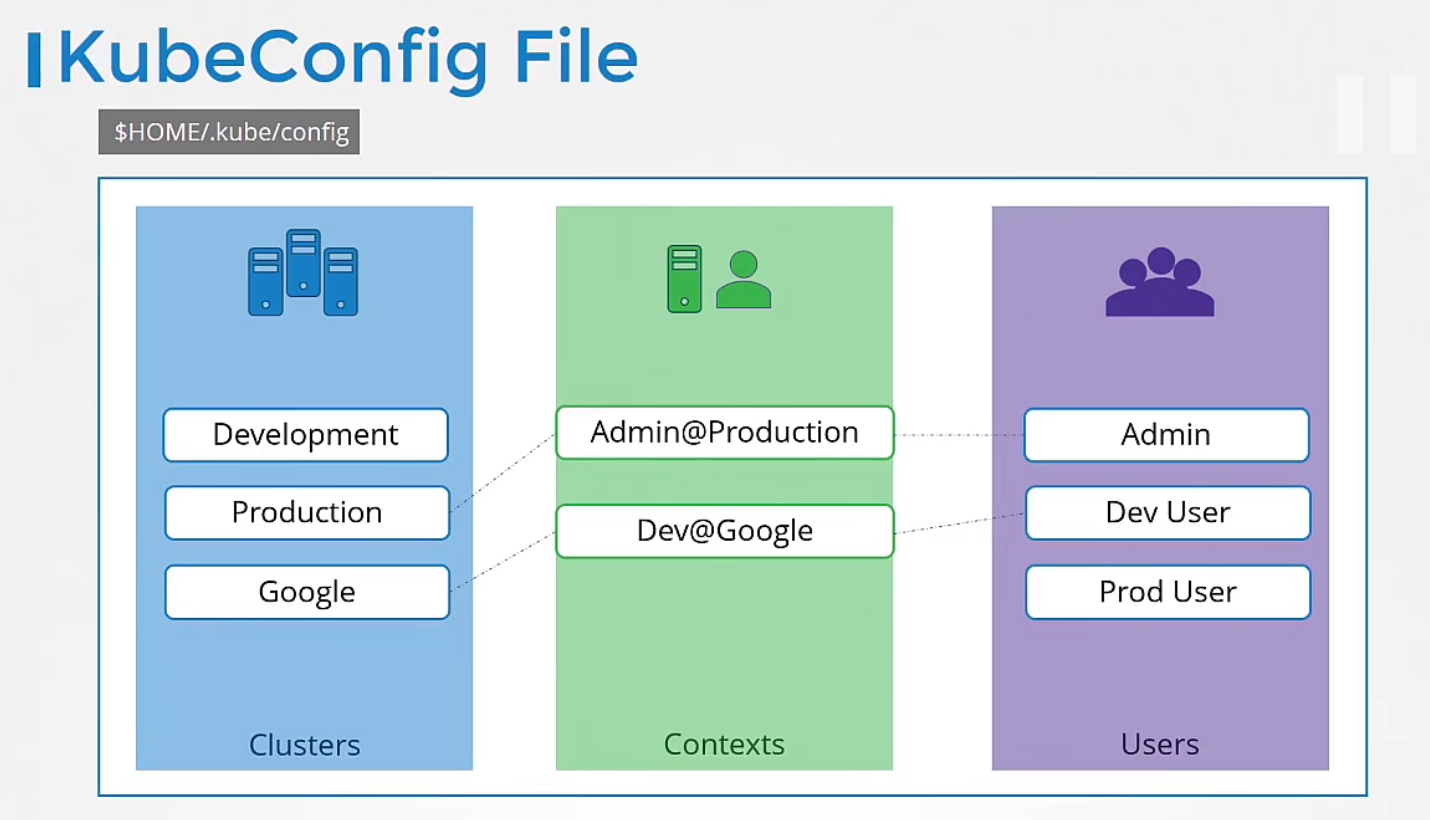 KubeConfig File
$HOME/.kube/config
Development
Production
Google
Clusters
Admin@Production
Dev@Google
Contexts
Admin
Dev User
Prod User
Users